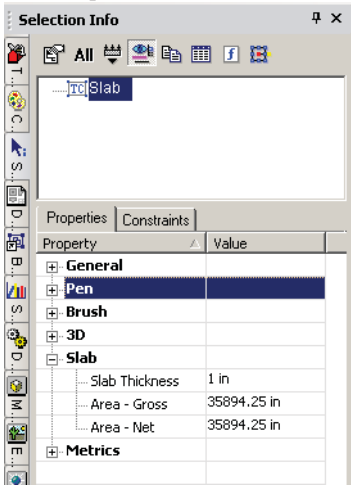 Selection Info
T...
All
f
TC Slab
C...
S...
D...
Properties Constraints
Property Value
B...
General
Pen
S...
Brush
3D
D...
Slab
Slab Thickness 1 in
Area - Gross 35894.25 in
M...
Area - Net 35894.25 in
Metrics
E...